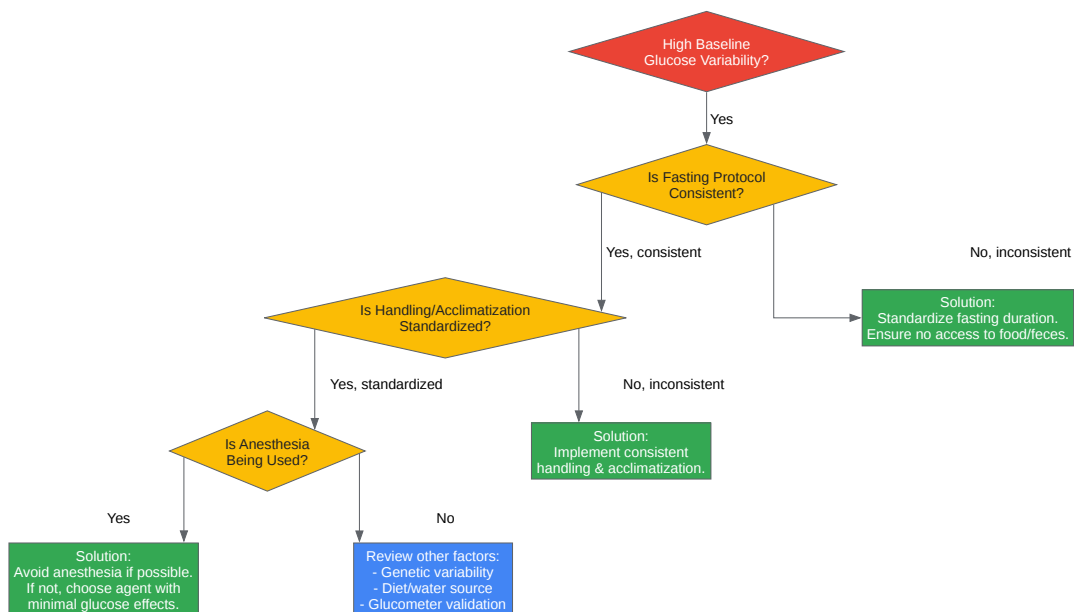 High Baseline
Glucose Variability?
Yes
Is Fasting Protocol
Consistent?
Yes, consistent
No, inconsistent
Is Handling/Acclimatization
Standardized?
Solution:
Standardize fasting duration.
Ensure no access to food/feces.
Yes, standardized
No, inconsistent
Is Anesthesia
Being Used?
Solution:
Implement consistent
handling & acclimatization.
Yes
No
Solution:
Avoid anesthesia if possible.
If not, choose agent with
minimal glucose effects.
Review other factors:
- Genetic variability
- Diet/water source
- Glucometer validation